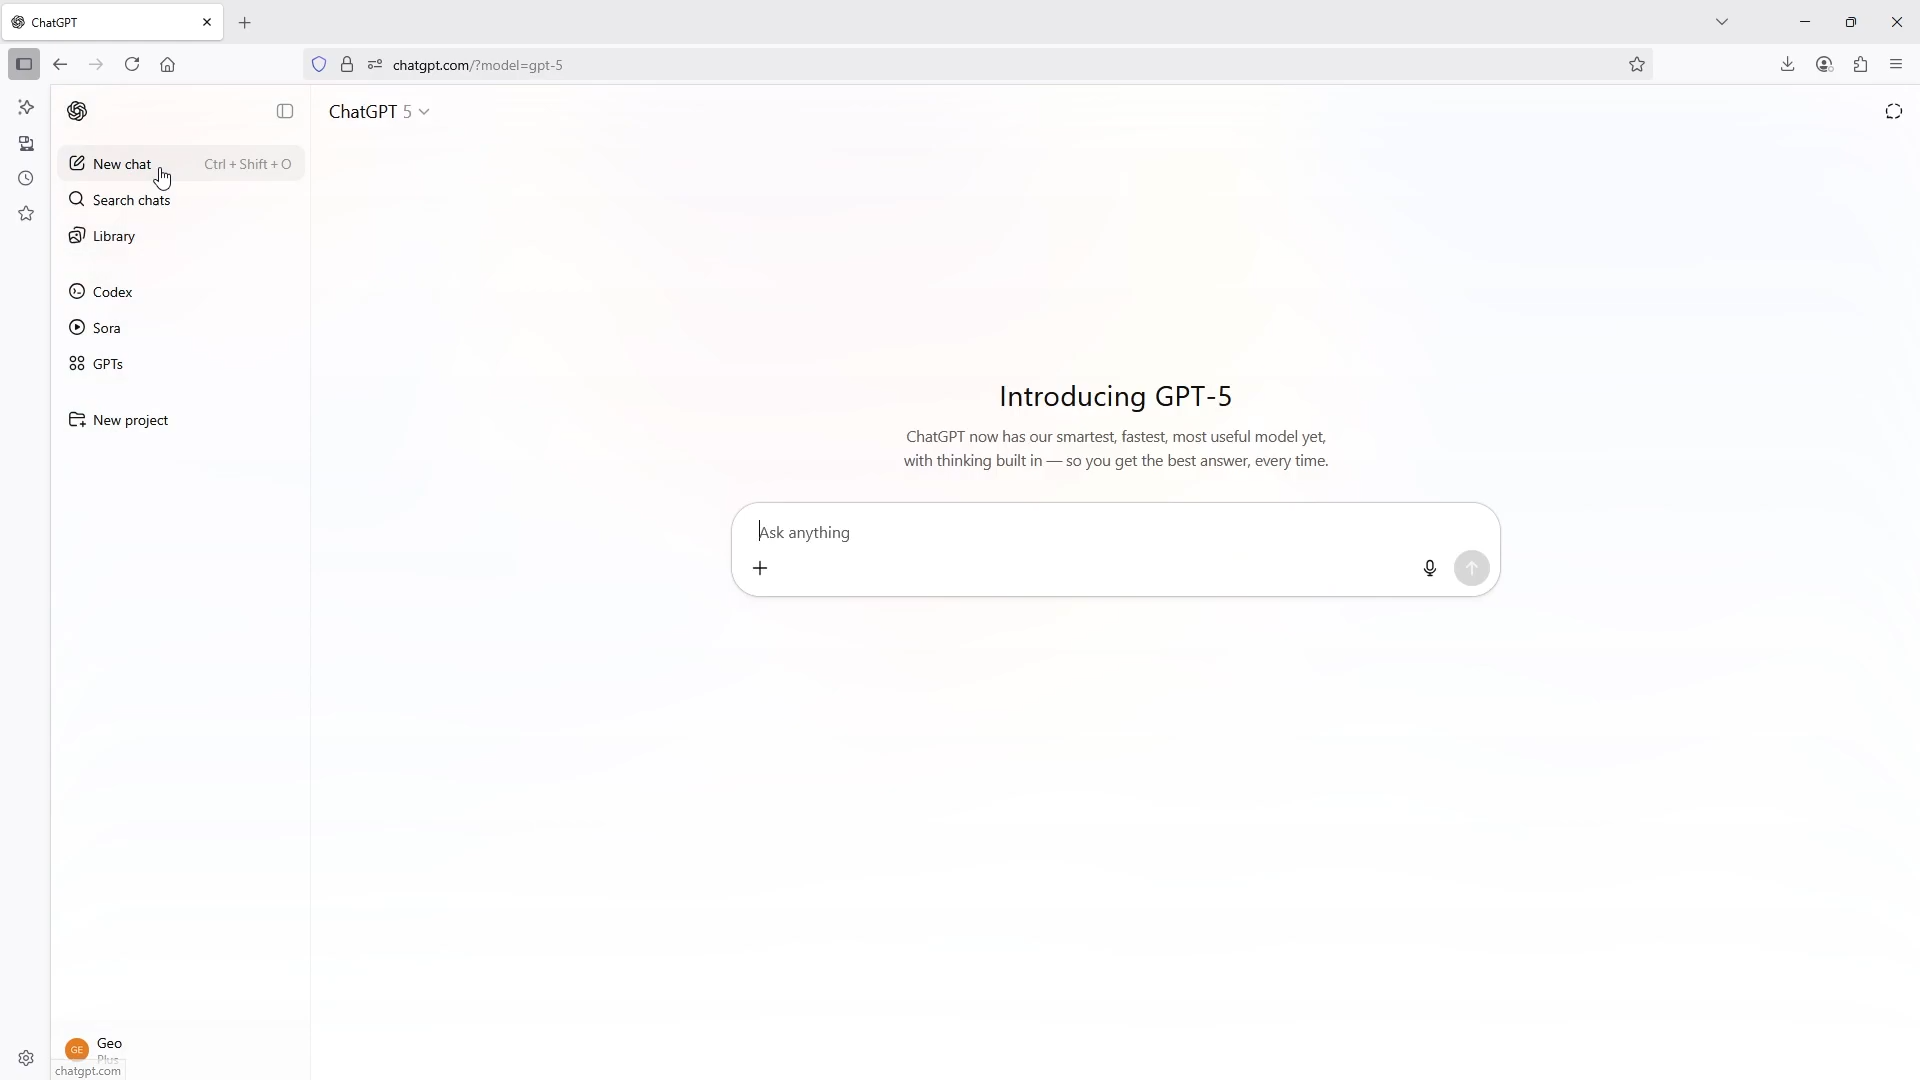 ChatGPT
chatgpt.com/?model=gpt-5
ChatGPT 5
New chat
Ctrl + Shift + O
Search chats
Library
Codex
Sora
GPTs
New project
Introducing GPT-5
ChatGPT now has our smartest, fastest, most useful model yet,
with thinking built in — so you get the best answer, every time.
Ask anything
GE
Geo
Plus
chatgpt.com